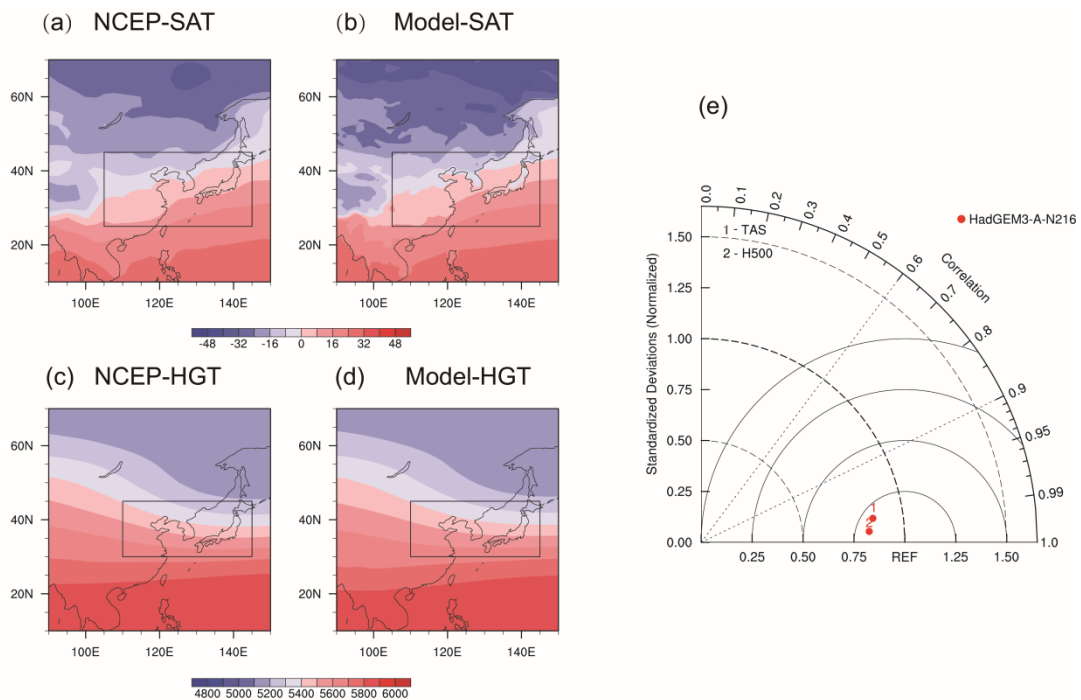 (a) NCEP-SAT
(b) Model-SAT
60N
40N
20N
100E 120E 140E
60N
40N
20N
100E 120E 140E
-48 -32 -16 0 16 32 48
(c) NCEP-HGT
(d) Model-HGT
60N
40N
20N
100E 120E 140E
60N
40N
20N
100E 120E 140E
4800 5000 5200 5400 5600 5800 6000
(e)
HadGEM3-A-N216
1 - TAS
2 - H500
Standardized Deviations (Normalized)
1.50
1.25
1.00
0.75
0.50
0.25
0.00
0.25 0.50 0.75 REF 1.25 1.50
0.0 0.1 0.2 0.3 0.4 0.5 0.6 0.7 0.8 0.9 0.95 0.99 1.0
Correlation
1
2